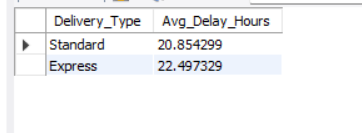 Delivery_Type Avg_Delay_Hours
Standard 20.854299
Express 22.497329